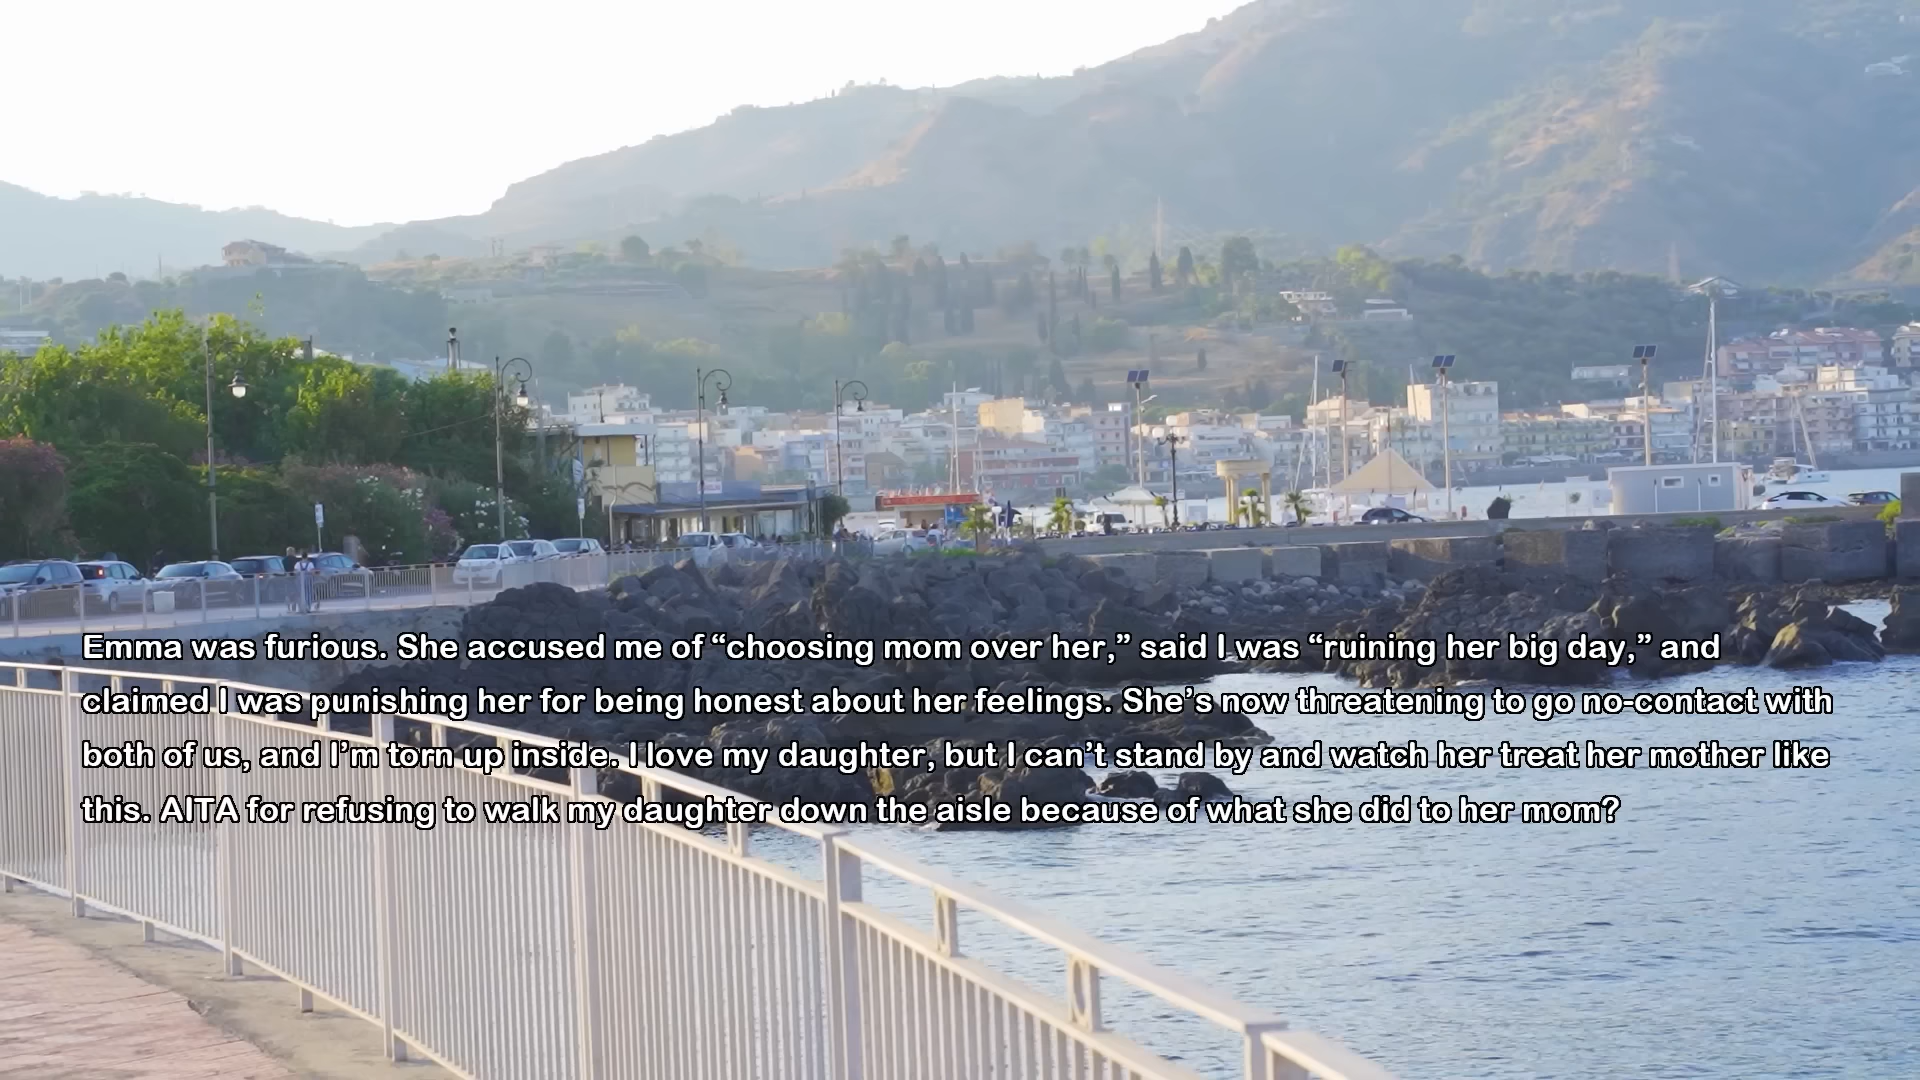 Emma was furious. She accused me of “choosing mom over her,” said I was “ruining her big day,” and
claimed I was punishing her for being honest about her feelings. She’s now threatening to go no-contact with
both of us, and I’m torn up inside. I love my daughter, but I can’t stand by and watch her treat her mother like
this. AITA for refusing to walk my daughter down the aisle because of what she did to her mom?